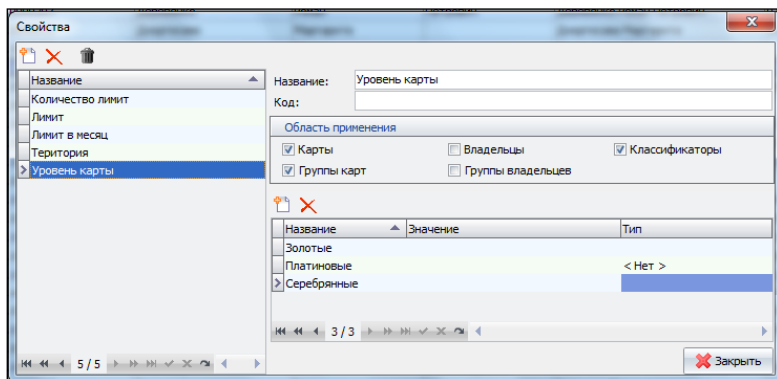 Свойства
Название
Количество лимит
Лимит
Лимит в месяц
Територия
Уровень карты
5 / 5
Название: Уровень карты
Код:
Область применения
Карты Владельцы Классификаторы
Группы карт Группы владельцев
Название Значение Тип
Золотые
Платиновые < Нет >
Серебрянные
3 / 3
Закрыть